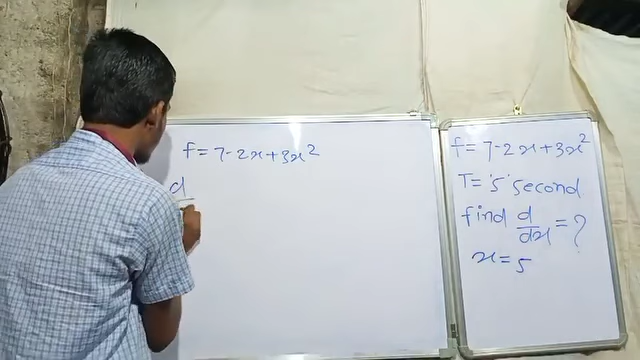 f = 7 - 2x + 3x²
d
f = 7 - 2x + 3x²
T = '5' second
find d/dx = ?
x = 5